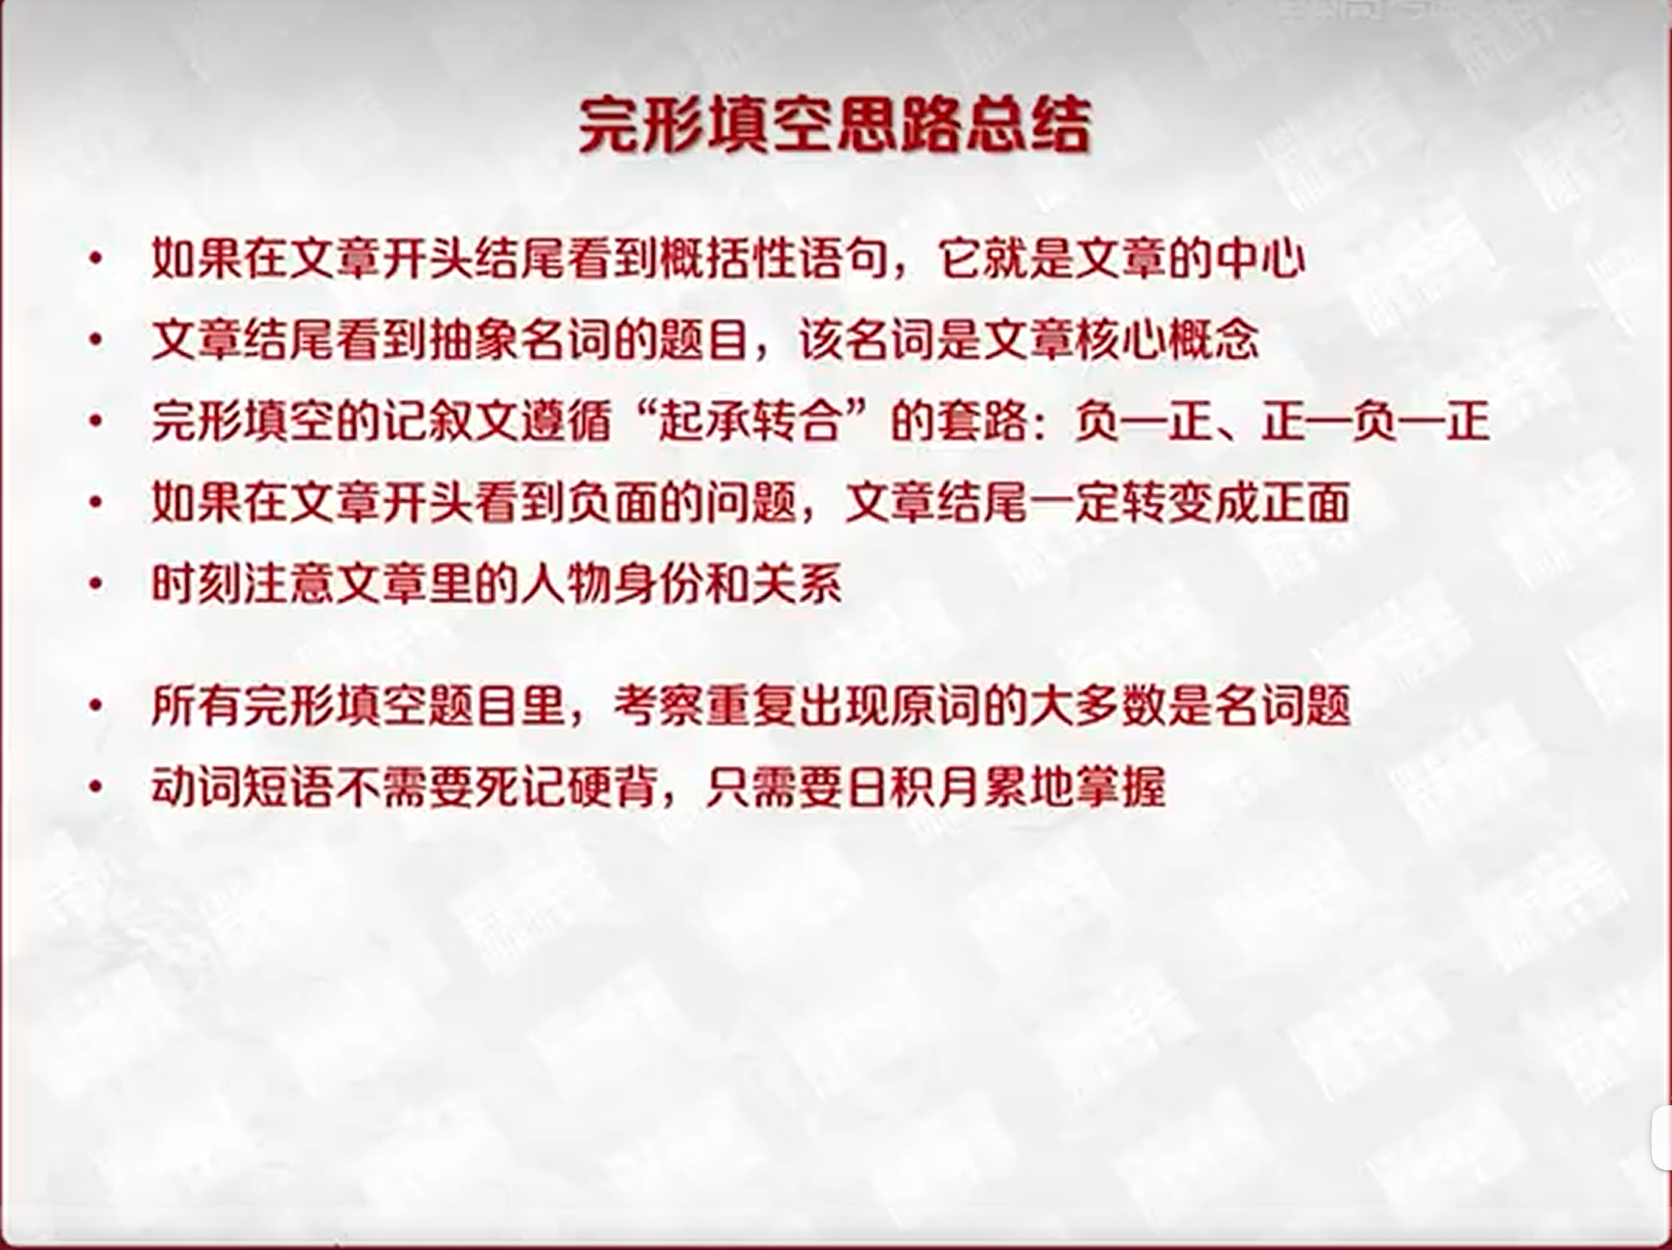 完形填空思路总结
• 如果在文章开头结尾看到概括性语句，它就是文章的中心
• 文章结尾看到抽象名词的题目，该名词是文章核心概念
• 完形填空的记叙文遵循“起承转合”的套路：负—正、正—负—正
• 如果在文章开头看到负面的问题，文章结尾一定转变成正面
• 时刻注意文章里的人物身份和关系
• 所有完形填空题目里，考察重复出现原词的大多数是名词题
• 动词短语不需要死记硬背，只需要日积月累地掌握